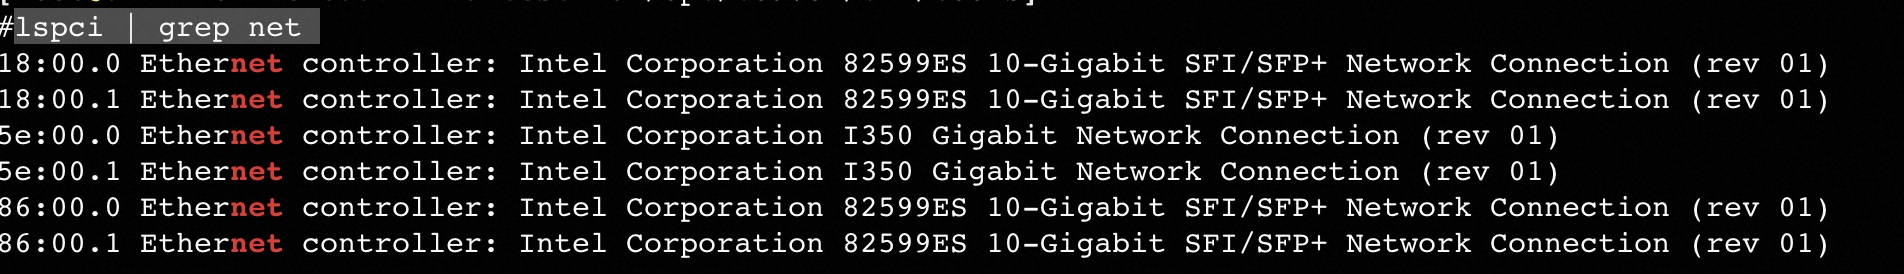 #lspci | grep net
18:00.0 Ethernet controller: Intel Corporation 82599ES 10-Gigabit SFI/SFP+ Network Connection (rev 01)
18:00.1 Ethernet controller: Intel Corporation 82599ES 10-Gigabit SFI/SFP+ Network Connection (rev 01)
5e:00.0 Ethernet controller: Intel Corporation I350 Gigabit Network Connection (rev 01)
5e:00.1 Ethernet controller: Intel Corporation I350 Gigabit Network Connection (rev 01)
86:00.0 Ethernet controller: Intel Corporation 82599ES 10-Gigabit SFI/SFP+ Network Connection (rev 01)
86:00.1 Ethernet controller: Intel Corporation 82599ES 10-Gigabit SFI/SFP+ Network Connection (rev 01)